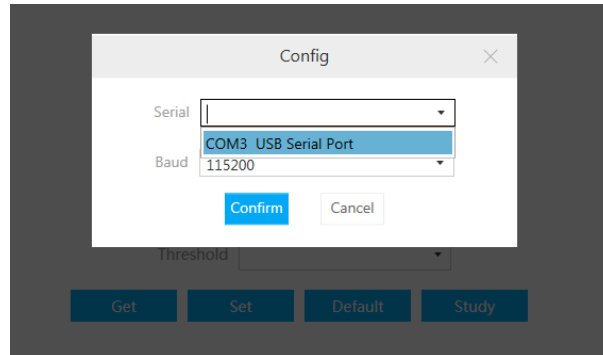 Config
Serial
COM3 USB Serial Port
Baud 115200
Confirm Cancel
Threshold
Get Set Default Study